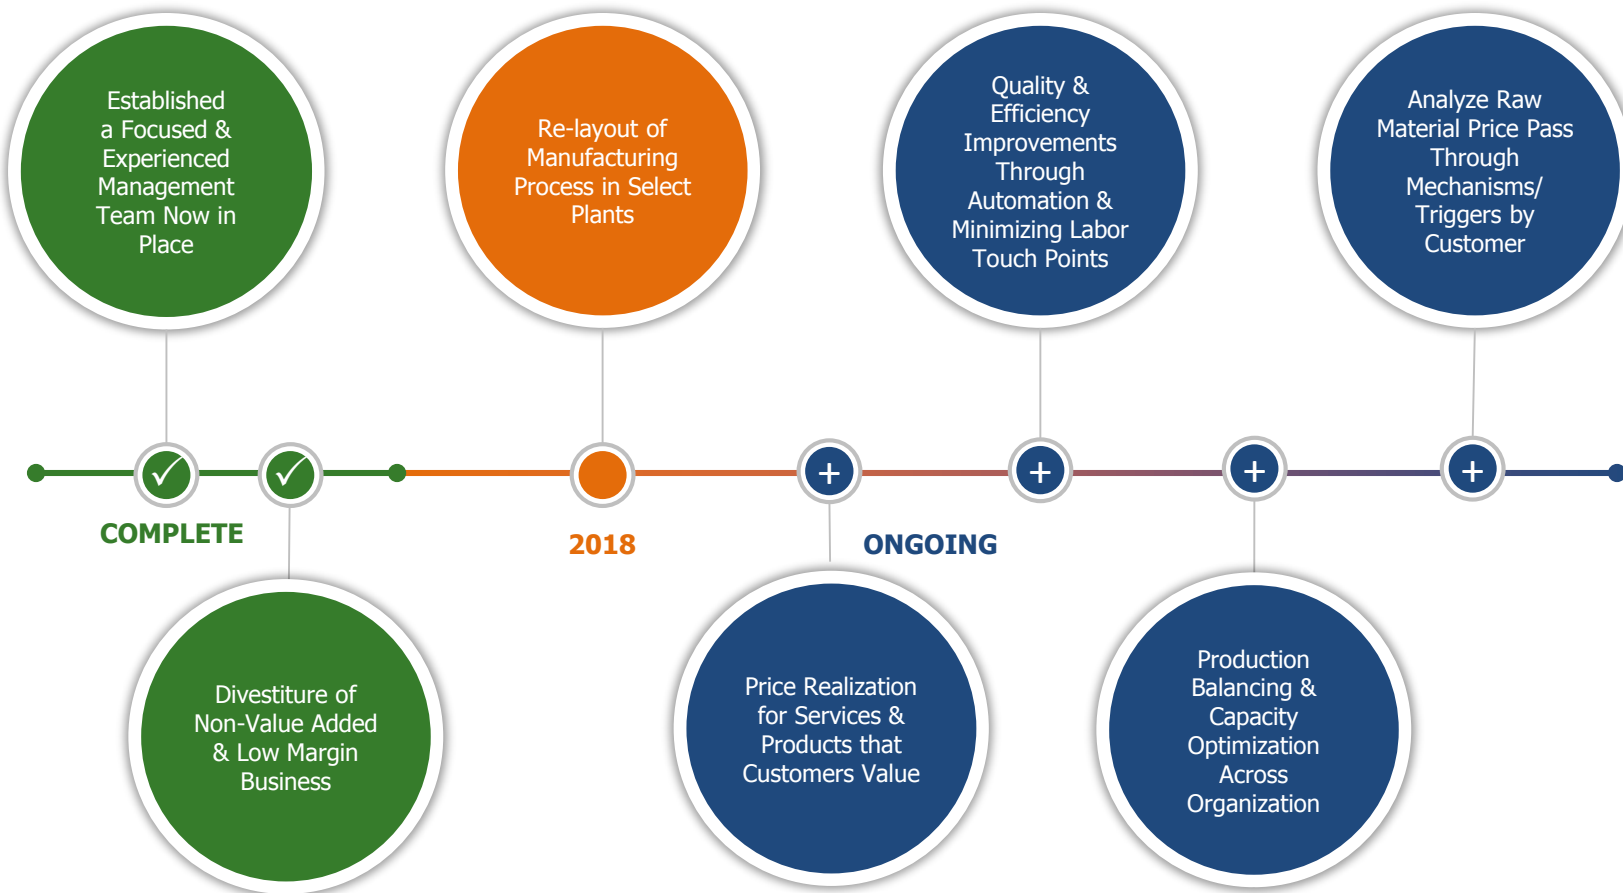 Established
a Focused &
Experienced
Management
Team Now in
Place
Re-layout of
Manufacturing
Process in Select
Plants
Quality &
Efficiency
Improvements
Through
Automation &
Minimizing Labor
Touch Points
Analyze Raw
Material Price Pass
Through
Mechanisms/
Triggers by
Customer
COMPLETE
2018
ONGOING
Divestiture of
Non-Value Added
& Low Margin
Business
Price Realization
for Services &
Products that
Customers Value
Production
Balancing &
Capacity
Optimization
Across
Organization